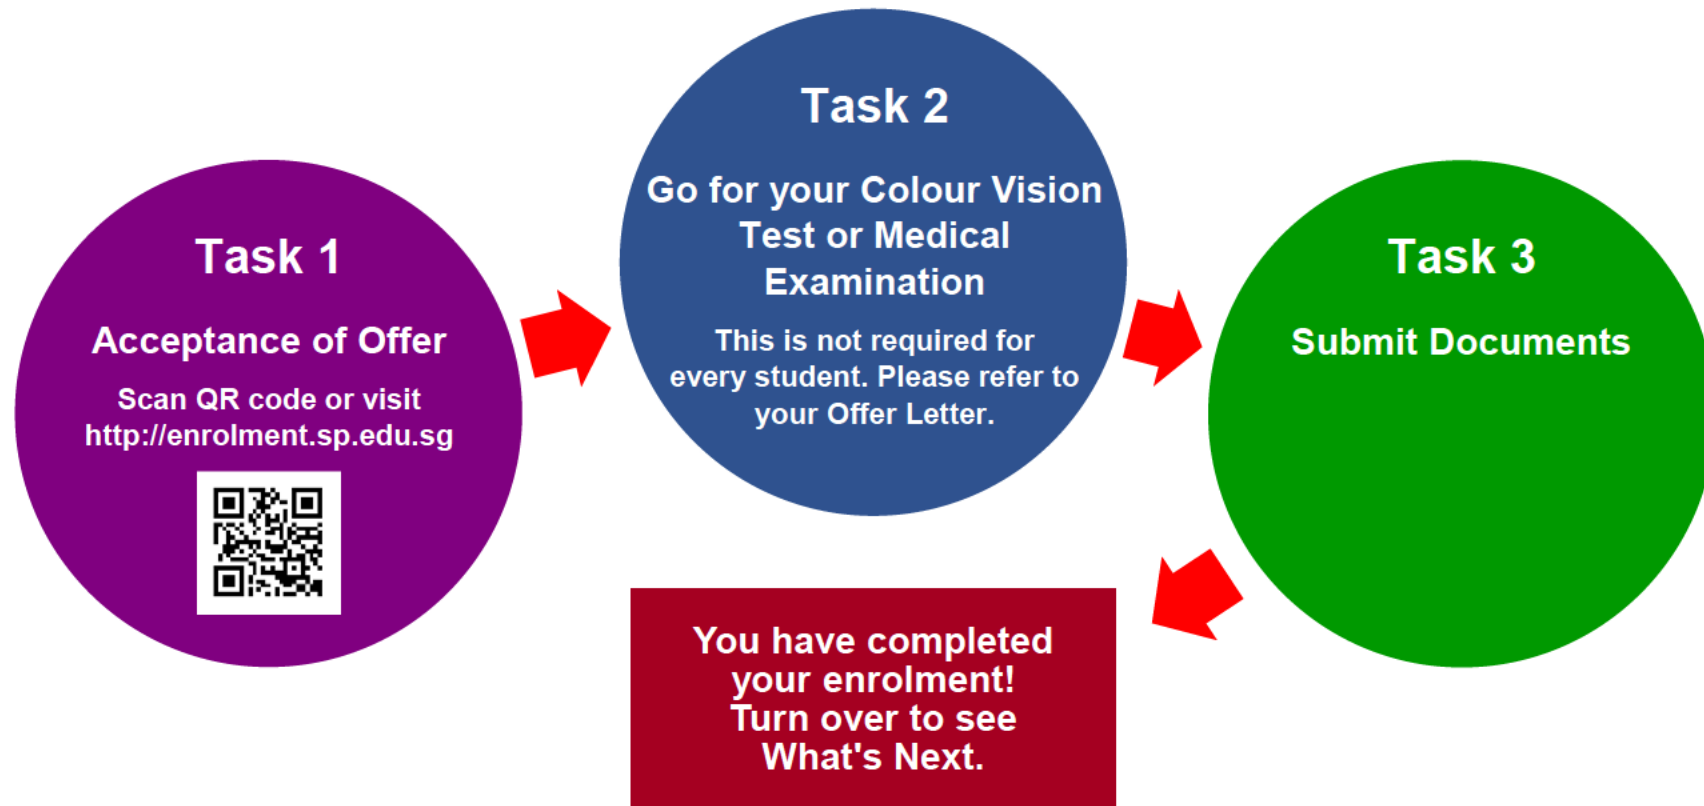 Task 1
Acceptance of Offer
Scan QR code or visit
http://enrolment.sp.edu.sg
Task 2
Go for your Colour Vision
Test or Medical
Examination
This is not required for
every student. Please refer to
your Offer Letter.
Task 3
Submit Documents
You have completed
your enrolment!
Turn over to see
What's Next.